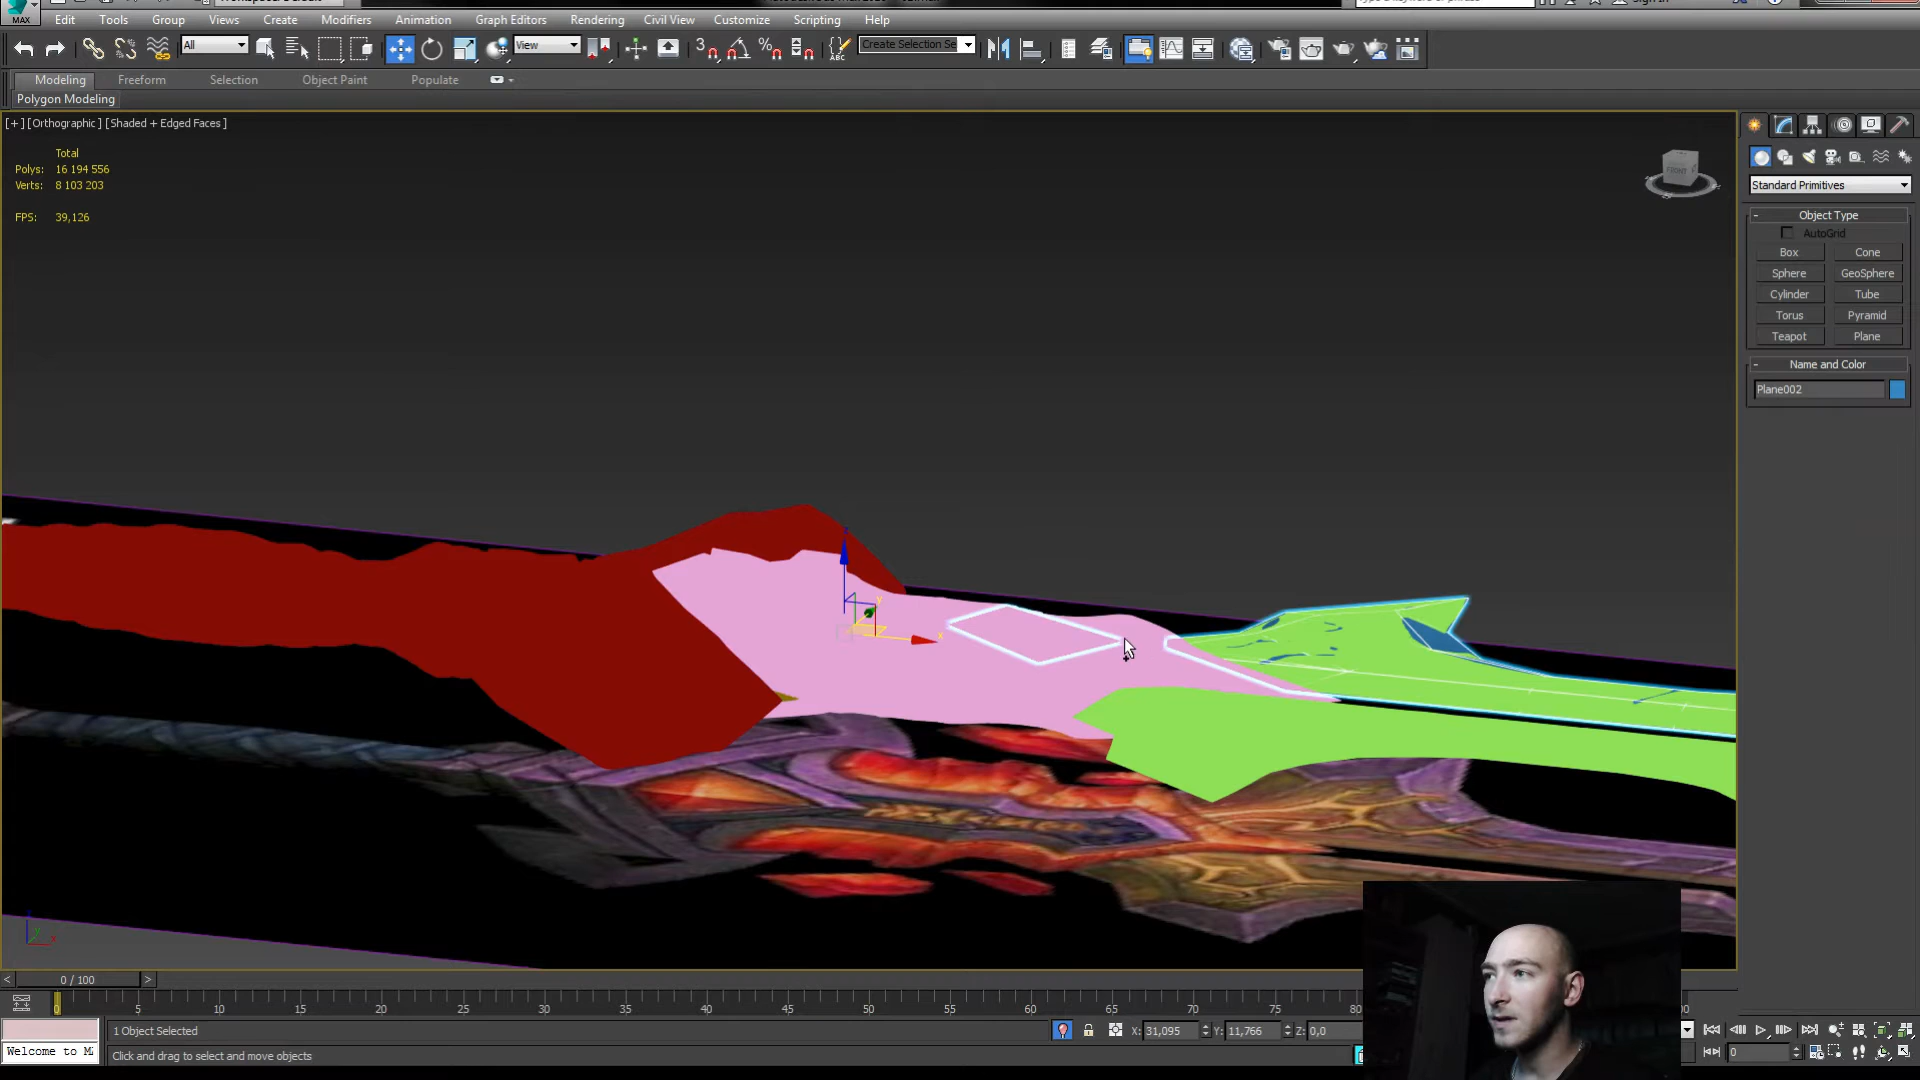 MAX
Edit Tools Group Views Create Modifiers Animation Graph Editors Rendering Civil View Customize Scripting Help
All
View
Create Selection Se
Modeling Freeform Selection Object Paint Populate
Polygon Modeling
[+] [Orthographic] [Shaded + Edged Faces]
Total
Polys: 16 194 556
Verts: 8 103 203
FPS: 39,126
FRONT
Standard Primitives
Object Type
AutoGrid
Box Cone
Sphere GeoSphere
Cylinder Tube
Torus Pyramid
Teapot Plane
Name and Color
Plane002
0 / 100
0 5 10 15 20 25 30 35 40 45 50 55 60 65 70 75 80
1 Object Selected
X: 31,095 Y: 11,766 Z: 0,0
Welcome to M
Click and drag to select and move objects
0